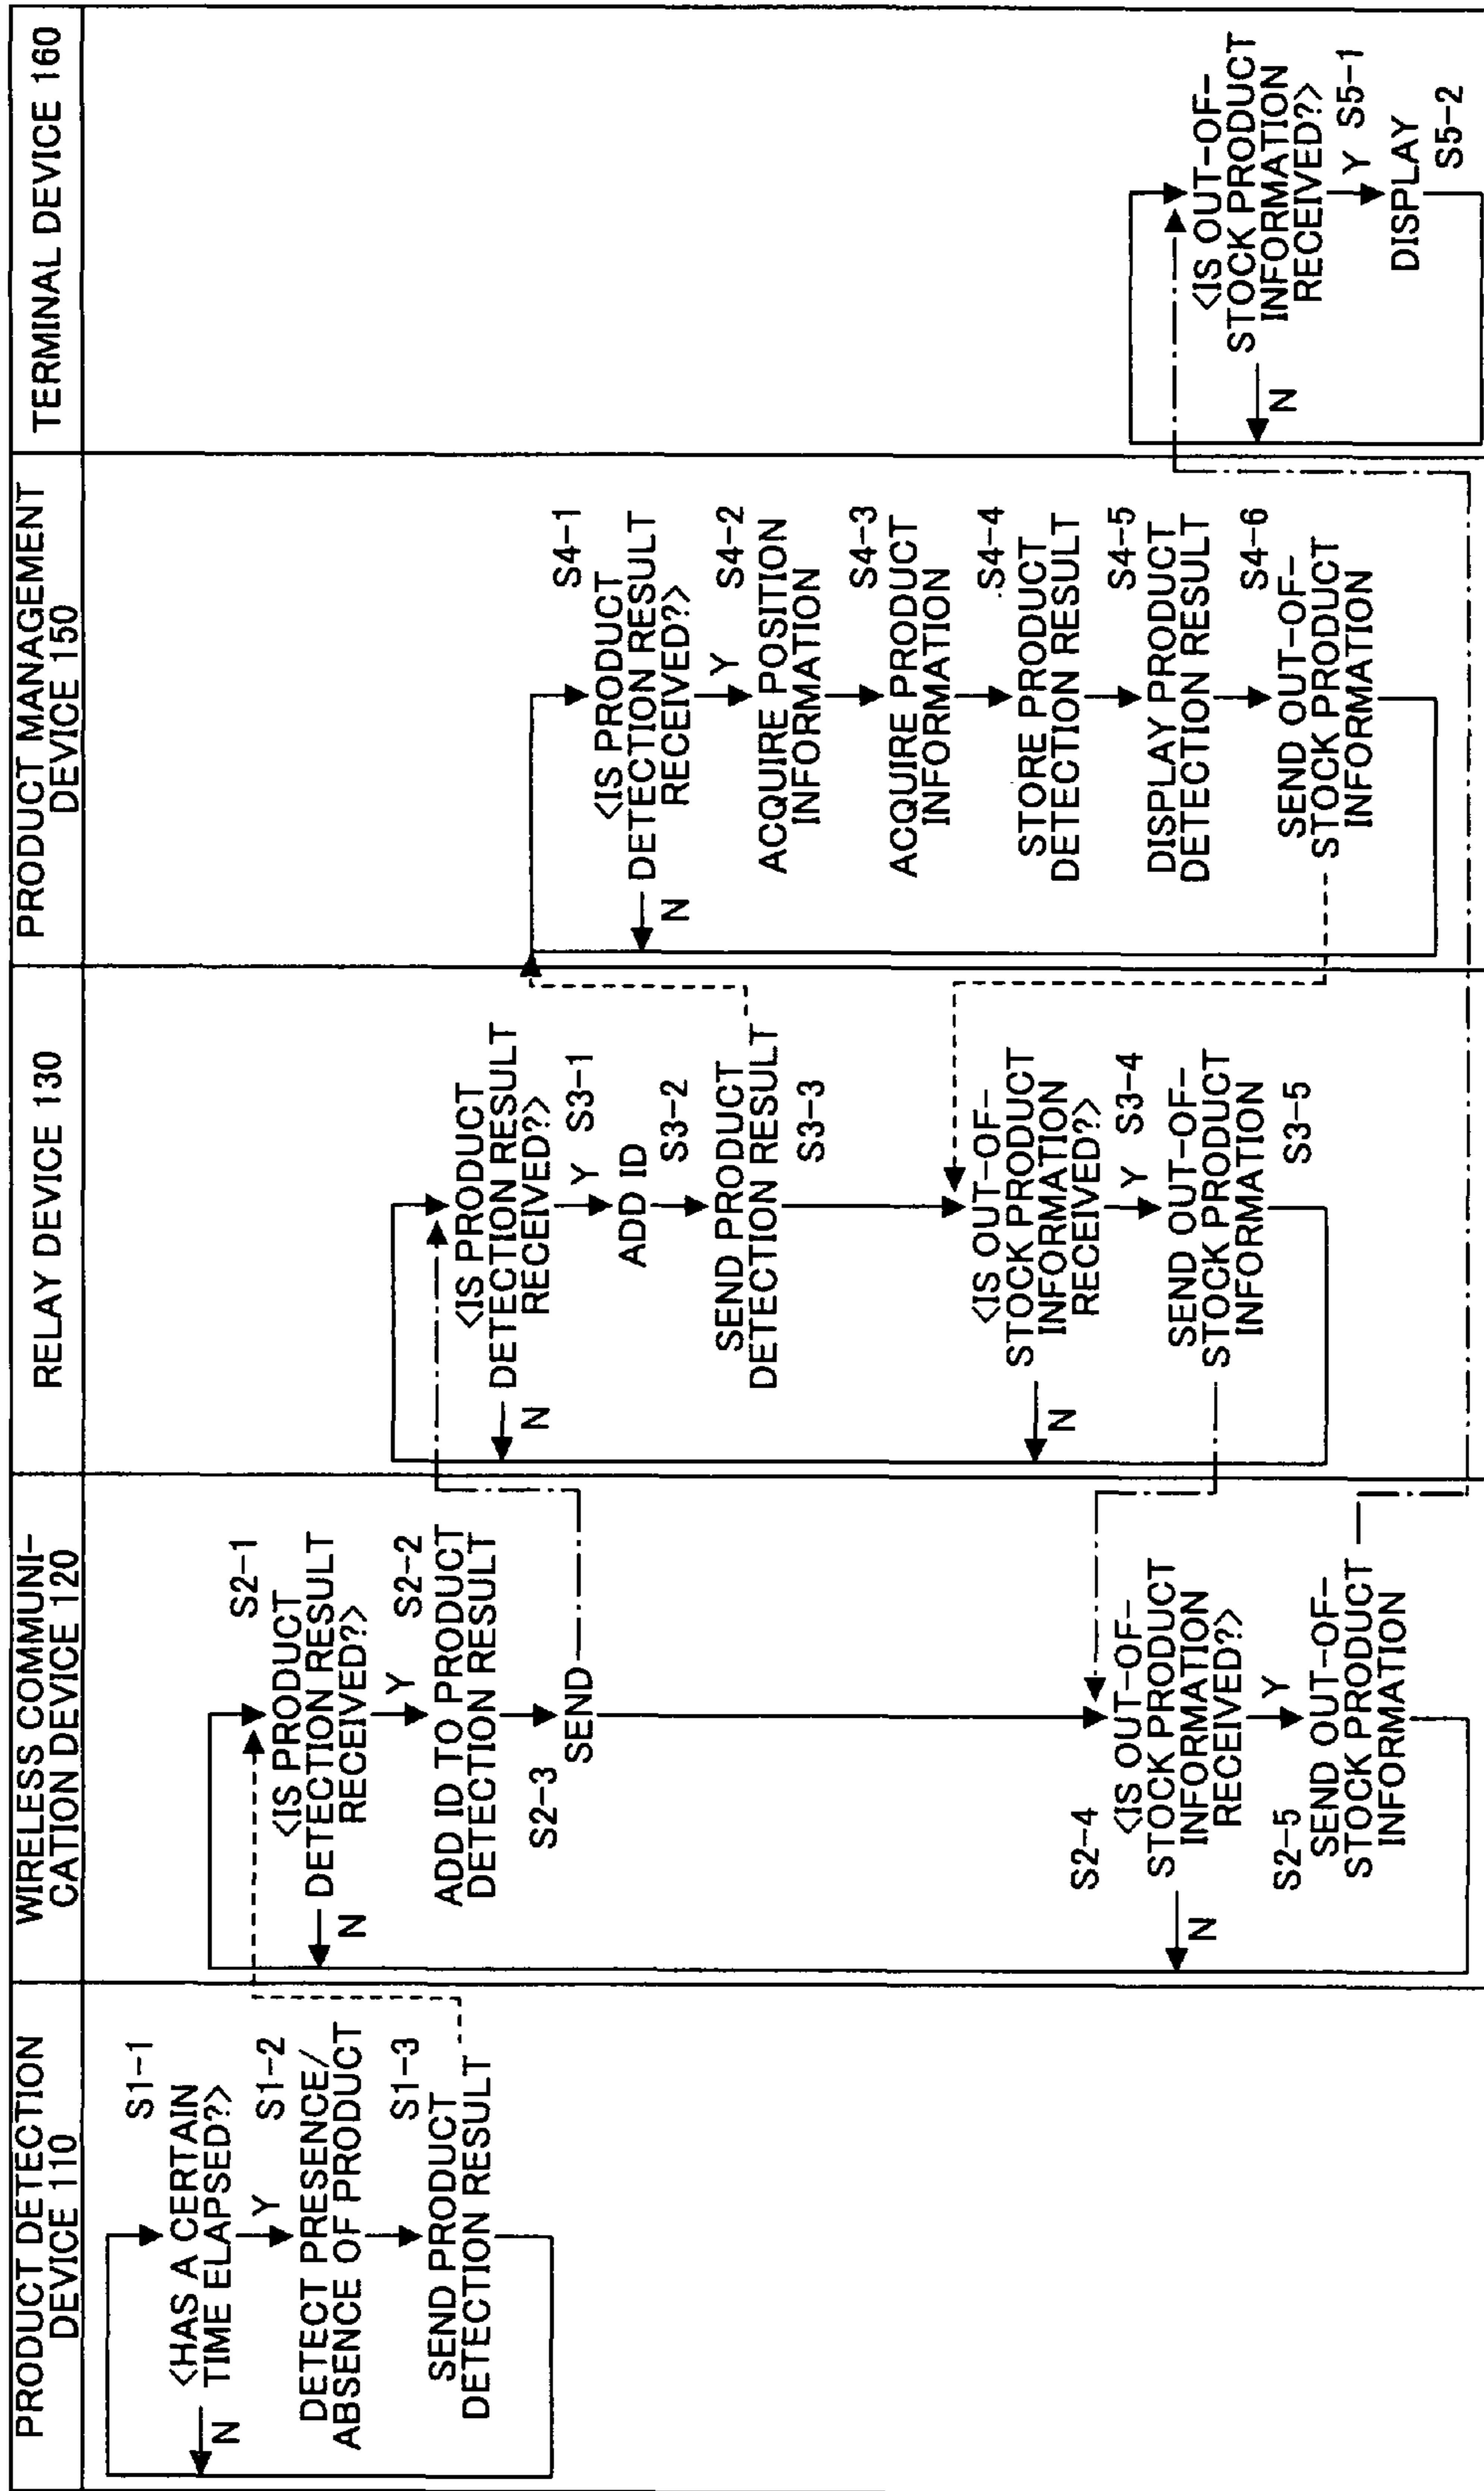 PRODUCT DETECTION
DEVICE 110
S1-1
<HAS A CERTAIN
TIME ELAPSED?>
N
Y
S1-2
DETECT PRESENCE/
ABSENCE OF PRODUCT
S1-3
SEND PRODUCT
DETECTION RESULT
WIRELESS COMMUNI-
CATION DEVICE 120
S2-1
<IS PRODUCT
DETECTION RESULT
RECEIVED?>
N
Y
S2-2
ADD ID TO PRODUCT
DETECTION RESULT
S2-3
SEND
S2-4
<IS OUT-OF-
STOCK PRODUCT
INFORMATION
RECEIVED?>
N
Y
S2-5
SEND OUT-OF-
STOCK PRODUCT
INFORMATION
RELAY DEVICE 130
<IS PRODUCT
DETECTION RESULT
RECEIVED?>
N
Y
S3-1
ADD ID
S3-2
SEND PRODUCT
DETECTION RESULT
S3-3
<IS OUT-OF-
STOCK PRODUCT
INFORMATION
RECEIVED?>
N
Y
S3-4
SEND OUT-OF-
STOCK PRODUCT
INFORMATION
S3-5
PRODUCT MANAGEMENT
DEVICE 150
S4-1
<IS PRODUCT
DETECTION RESULT
RECEIVED?>
N
Y
S4-2
ACQUIRE POSITION
INFORMATION
S4-3
ACQUIRE PRODUCT
INFORMATION
S4-4
STORE PRODUCT
DETECTION RESULT
S4-5
DISPLAY PRODUCT
DETECTION RESULT
S4-6
SEND OUT-OF-
STOCK PRODUCT
INFORMATION
TERMINAL DEVICE 160
<IS OUT-OF-
STOCK PRODUCT
INFORMATION
RECEIVED?>
N
Y
S5-1
DISPLAY
S5-2